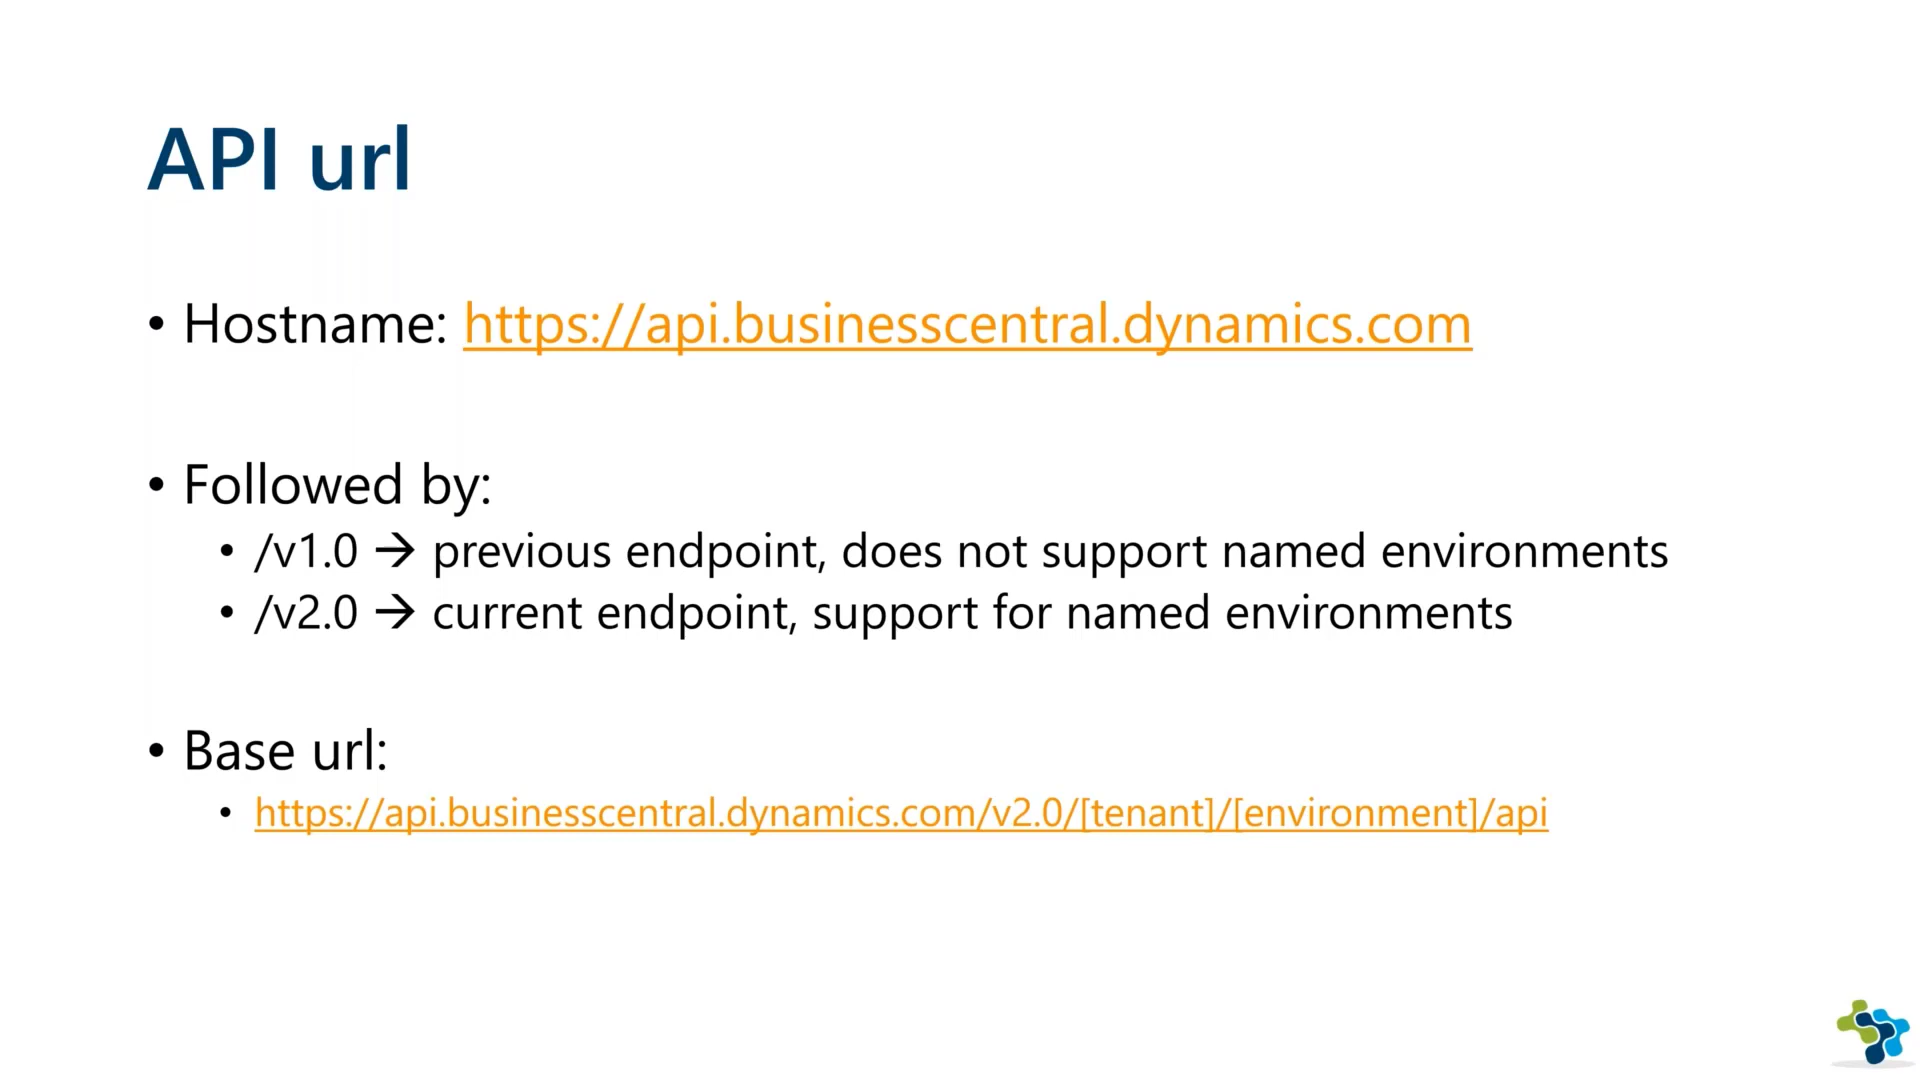 API url
• Hostname: https://api.businesscentral.dynamics.com
• Followed by:
• /v1.0 → previous endpoint, does not support named environments
• /v2.0 → current endpoint, support for named environments
• Base url:
• https://api.businesscentral.dynamics.com/v2.0/[tenant]/[environment]/api